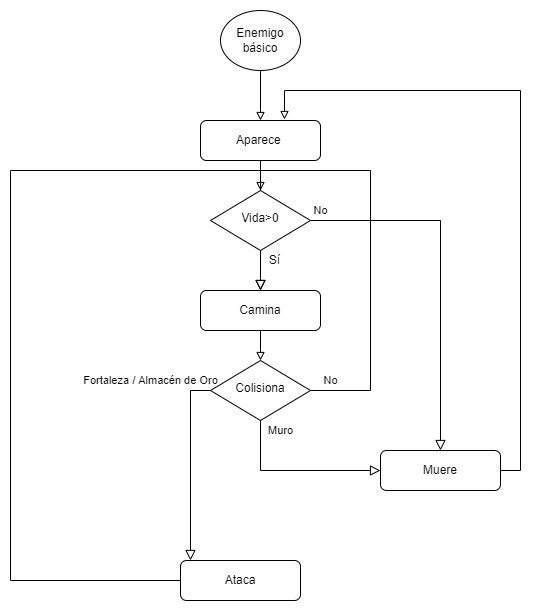 Enemigo
básico
Aparece
Vida>0
No
Sí
Camina
Fortaleza / Almacén de Oro
Colisiona
No
Muro
Muere
Ataca